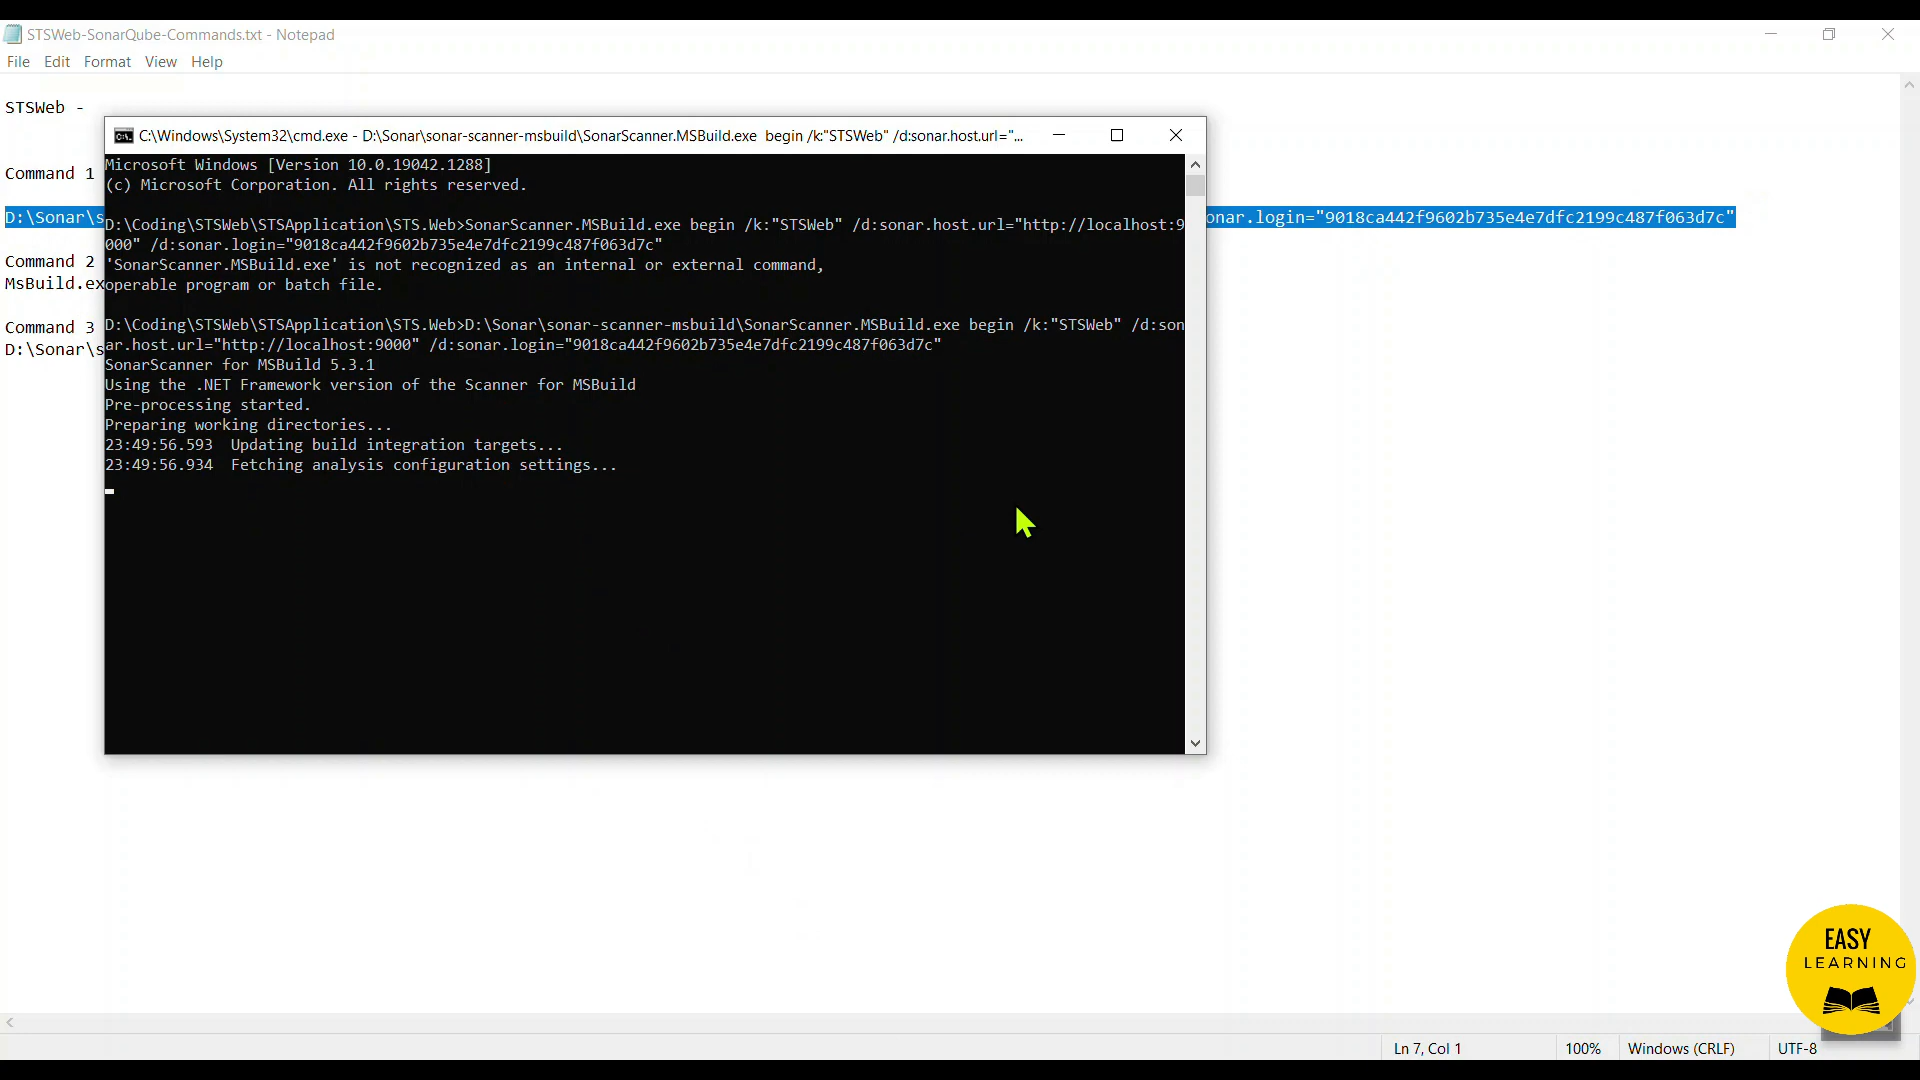 STSWeb-SonarQube-Commands.txt - Notepad
File Edit Format View Help
STSWeb -
C:\Windows\System32\cmd.exe - D:\Sonar\sonar-scanner-msbuild\SonarScanner.MSBuild.exe begin /k:"STSWeb" /d:sonar.host.url="...
Microsoft Windows [Version 10.0.19042.1288]
(c) Microsoft Corporation. All rights reserved.
D:\Coding\STSWeb\STSApplication\STS.Web>SonarScanner.MSBuild.exe begin /k:"STSWeb" /d:sonar.host.url="http://localhost:9
000" /d:sonar.login="9018ca442f9602b735e4e7dfc2199c487f063d7c"
'SonarScanner.MSBuild.exe' is not recognized as an internal or external command,
operable program or batch file.
D:\Coding\STSWeb\STSApplication\STS.Web>D:\Sonar\sonar-scanner-msbuild\SonarScanner.MSBuild.exe begin /k:"STSWeb" /d:son
ar.host.url="http://localhost:9000" /d:sonar.login="9018ca442f9602b735e4e7dfc2199c487f063d7c"
SonarScanner for MSBuild 5.3.1
Using the .NET Framework version of the Scanner for MSBuild
Pre-processing started.
Preparing working directories...
23:49:56.593 Updating build integration targets...
23:49:56.934 Fetching analysis configuration settings...
Command 1
D:\Sonar\s
onar.login="9018ca442f9602b735e4e7dfc2199c487f063d7c"
Command 2
MsBuild.ex
Command 3
D:\Sonar\s
EASY
LEARNING
Ln 7, Col 1 100% Windows (CRLF) UTF-8